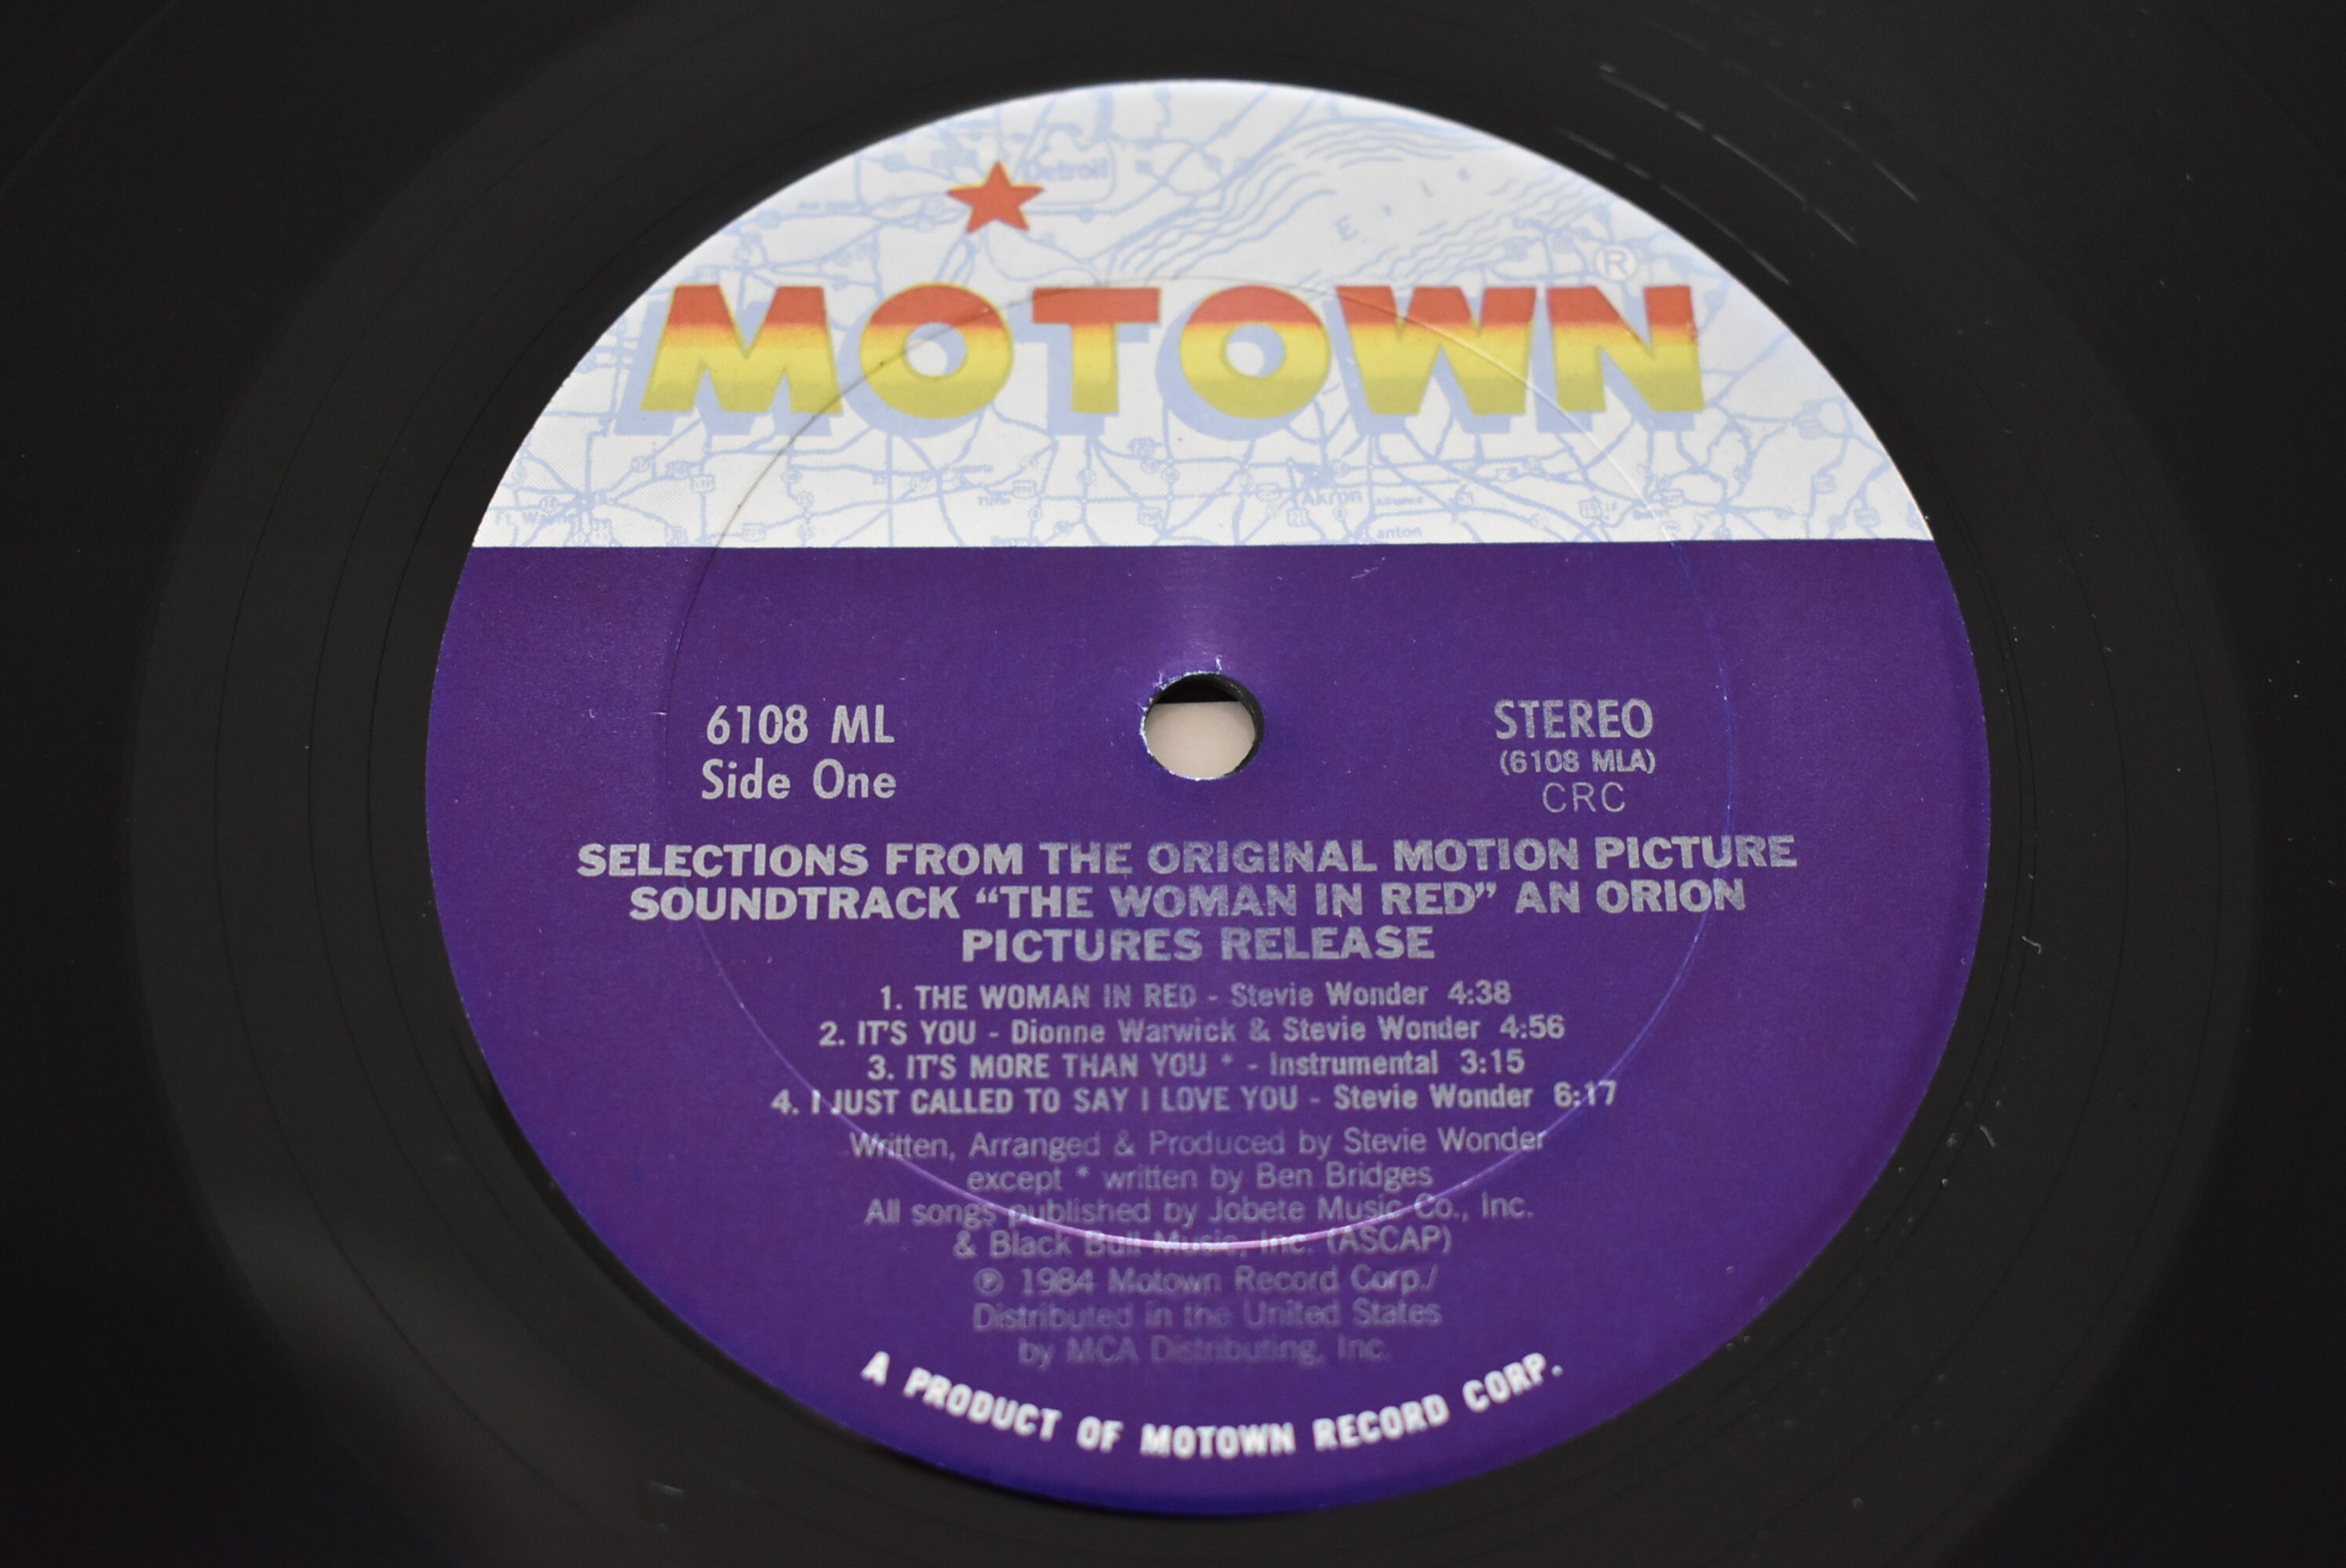 Detroit
E r i e
®
MOTOWN
Akron
anton
6108 ML
Side One
STEREO
(6108 MLA)
CRC
SELECTIONS FROM THE ORIGINAL MOTION PICTURE
SOUNDTRACK “THE WOMAN IN RED” AN ORION
PICTURES RELEASE
1. THE WOMAN IN RED - Stevie Wonder 4:38
2. IT'S YOU - Dionne Warwick & Stevie Wonder 4:56
3. IT'S MORE THAN YOU * - Instrumental 3:15
4. I JUST CALLED TO SAY I LOVE YOU - Stevie Wonder 6:17
Written, Arranged & Produced by Stevie Wonder
except * written by Ben Bridges
All songs published by Jobete Music Co., Inc.
& Black Bull Music, Inc. (ASCAP)
℗ 1984 Motown Record Corp./
Distributed in the United States
by MCA Distributing, Inc.
A PRODUCT OF MOTOWN RECORD CORP.